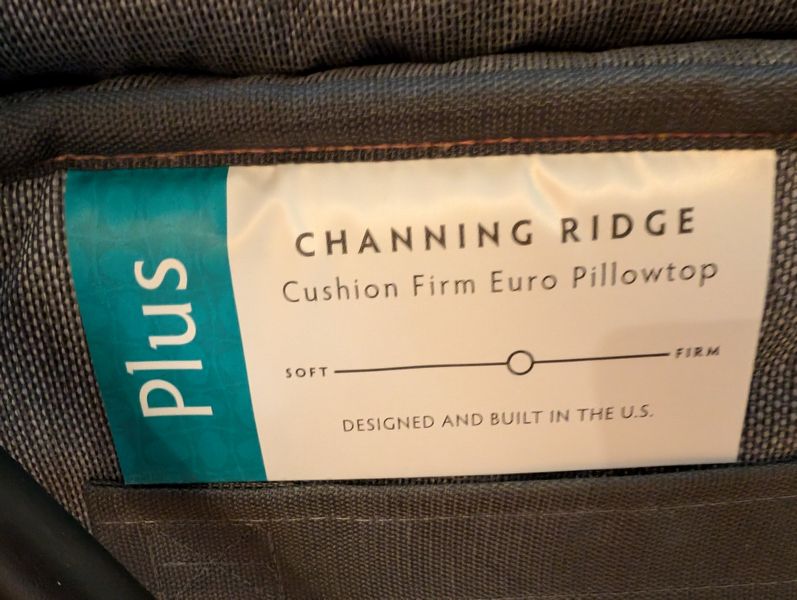 Plus
CHANNING RIDGE
Cushion Firm Euro Pillowtop
SOFT FIRM
DESIGNED AND BUILT IN THE U.S.